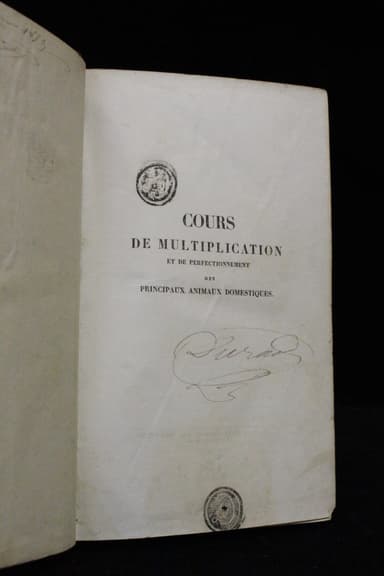 COURS
DE MULTIPLICATION
ET DE PERFECTIONNEMENT
DES
PRINCIPAUX ANIMAUX DOMESTIQUES.